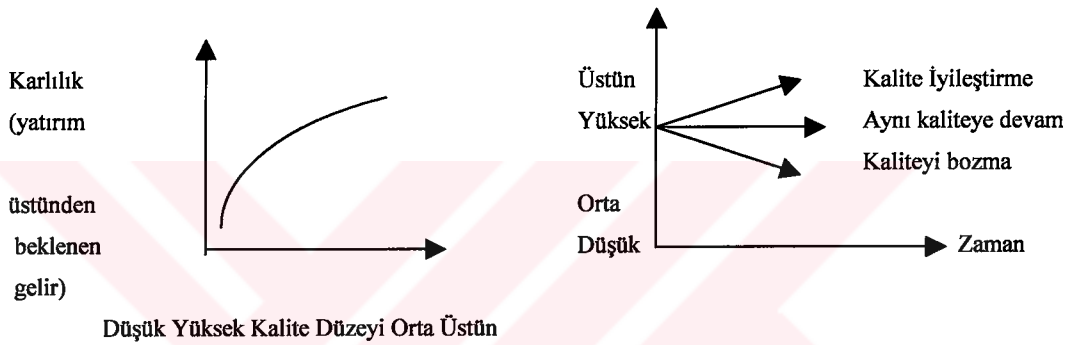 Karlılık
(yatırım
üstünden
beklenen
gelir)
Düşük Yüksek Kalite Düzeyi Orta Üstün
Üstün
Yüksek
Orta
Düşük
Kalite İyileştirme
Aynı kaliteye devam
Kaliteyi bozma
Zaman